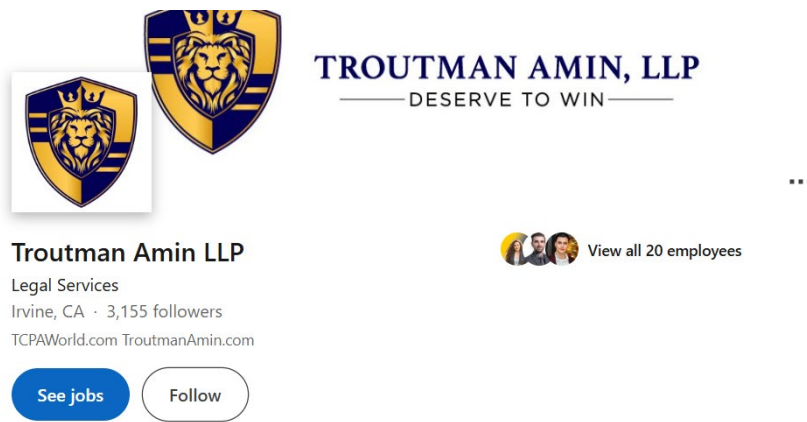 TROUTMAN AMIN, LLP
DESERVE TO WIN
Troutman Amin LLP
View all 20 employees
Legal Services
Irvine, CA · 3,155 followers
TCPAWorld.com TroutmanAmin.com
See jobs
Follow